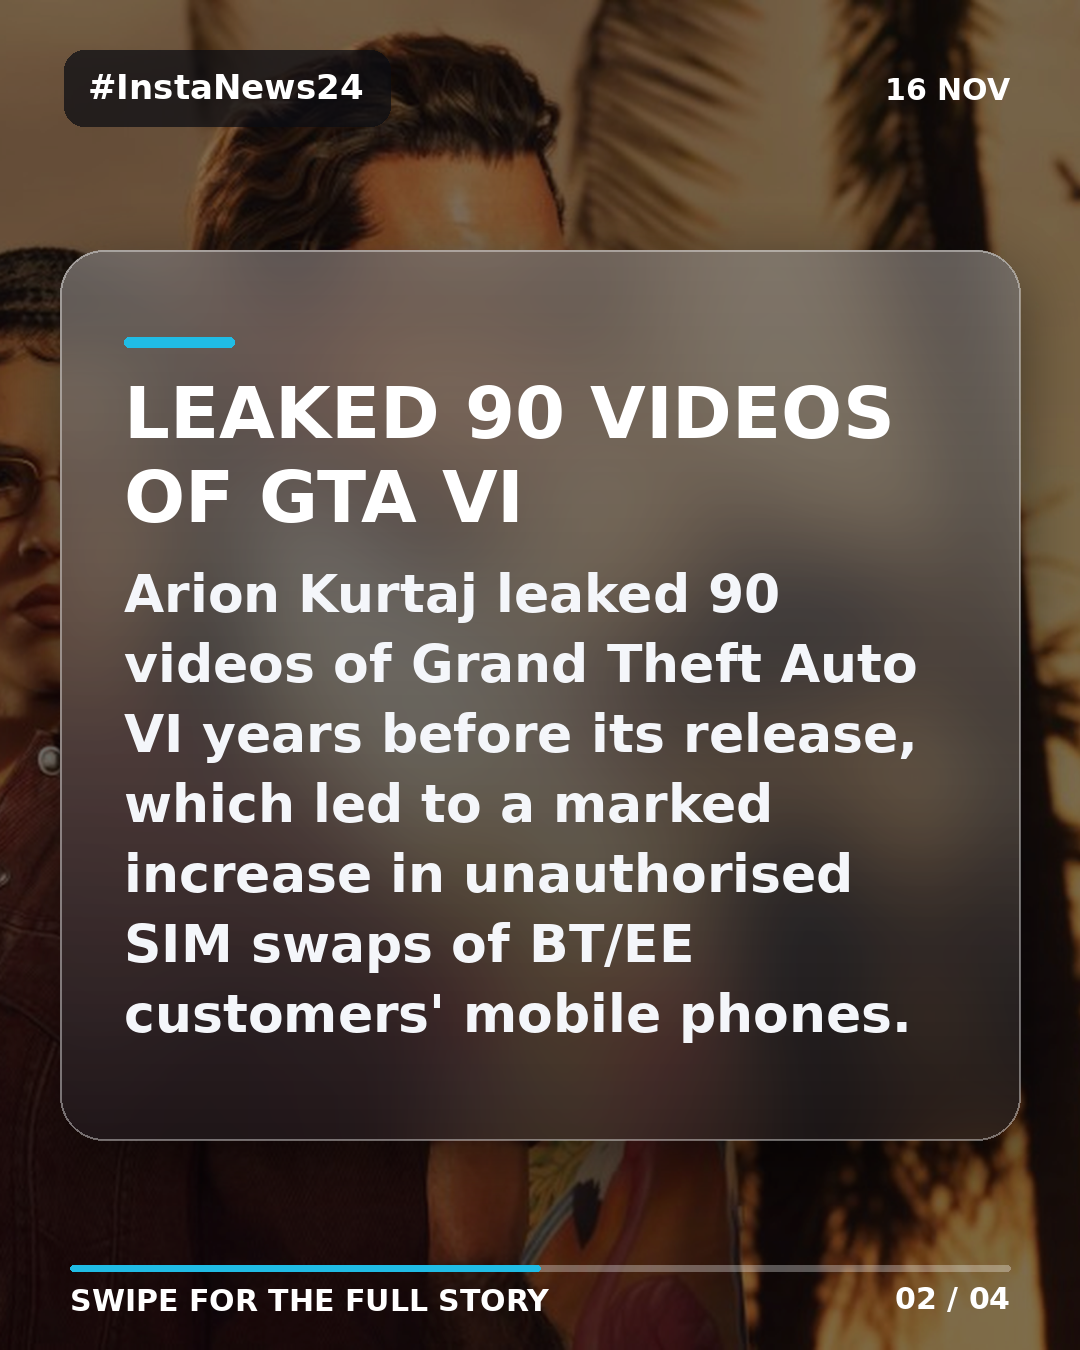 #InstaNews24
16 NOV
LEAKED 90 VIDEOS
OF GTA VI
Arion Kurtaj leaked 90
videos of Grand Theft Auto
VI years before its release,
which led to a marked
increase in unauthorised
SIM swaps of BT/EE
customers' mobile phones.
SWIPE FOR THE FULL STORY
02 / 04